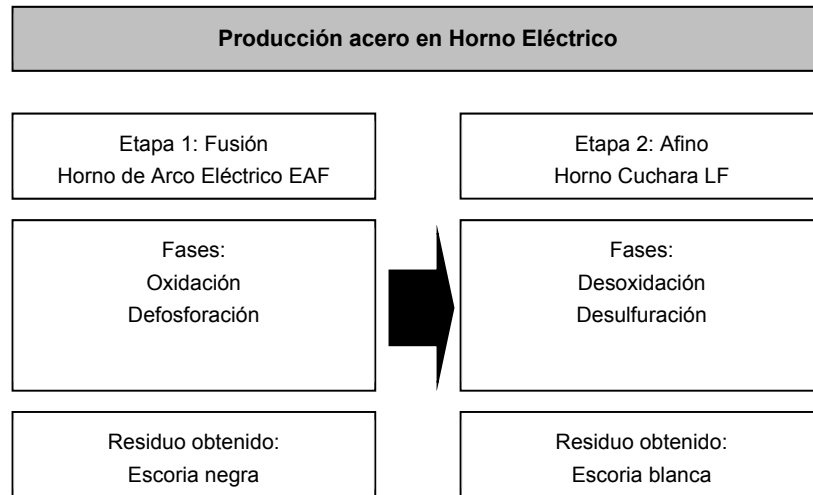 Producción acero en Horno Eléctrico
Etapa 1: Fusión
Horno de Arco Eléctrico EAF
Etapa 2: Afino
Horno Cuchara LF
Fases:
Oxidación
Defosforación
Fases:
Desoxidación
Desulfuración
Residuo obtenido:
Escoria negra
Residuo obtenido:
Escoria blanca